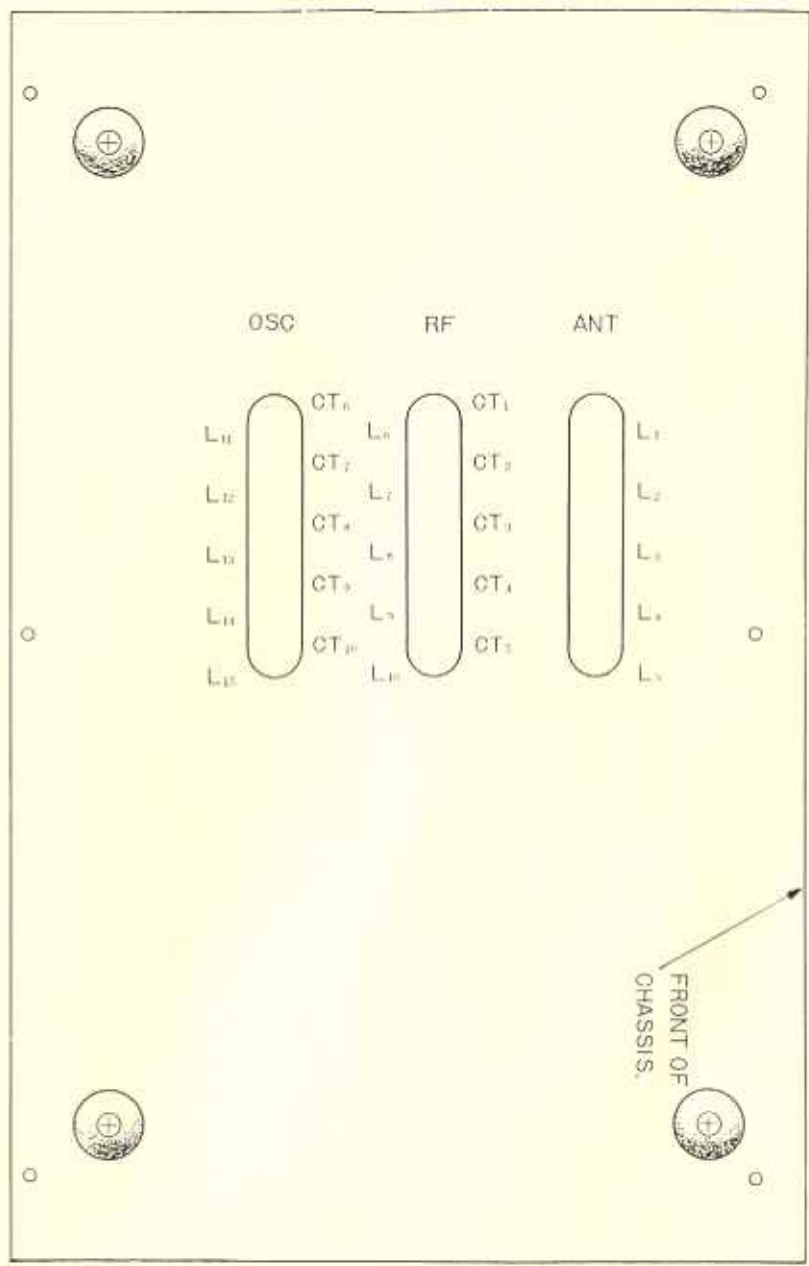 OSC RF ANT
CT₆ CT₁
L₁₁ L₆ L₁
CT₇ CT₂
L₁₂ L₇ L₂
CT₈ CT₃
L₁₃ L₈ L₃
CT₉ CT₄
L₁₄ L₉ L₄
CT₁₀ CT₅
L₁₅ L₁₀ L₅
FRONT OF
CHASSIS.